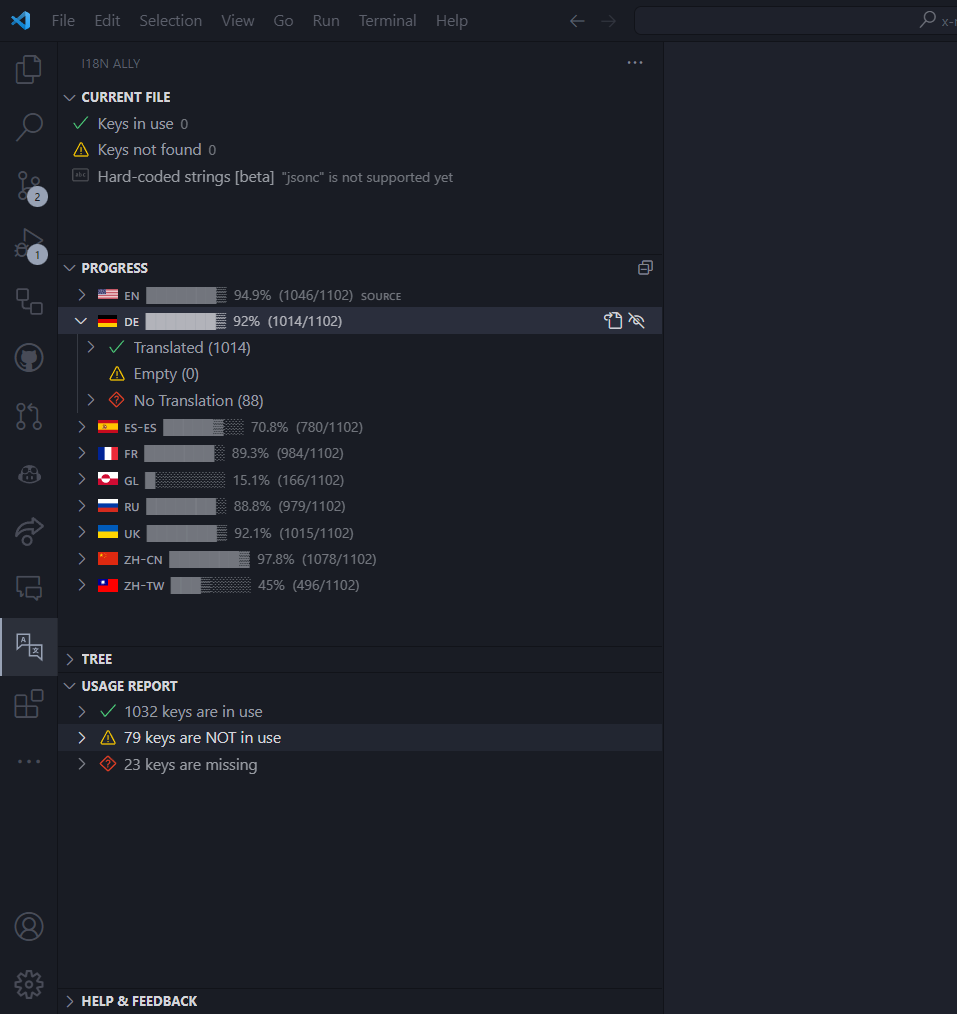 File Edit Selection View Go Run Terminal Help
I18N ALLY
CURRENT FILE
Keys in use 0
Keys not found 0
Hard-coded strings [beta] "jsonc" is not supported yet
2
1
PROGRESS
EN 94.9% (1046/1102) SOURCE
DE 92% (1014/1102)
Translated (1014)
Empty (0)
No Translation (88)
ES-ES 70.8% (780/1102)
FR 89.3% (984/1102)
GL 15.1% (166/1102)
RU 88.8% (979/1102)
UK 92.1% (1015/1102)
ZH-CN 97.8% (1078/1102)
ZH-TW 45% (496/1102)
TREE
USAGE REPORT
1032 keys are in use
79 keys are NOT in use
23 keys are missing
HELP & FEEDBACK